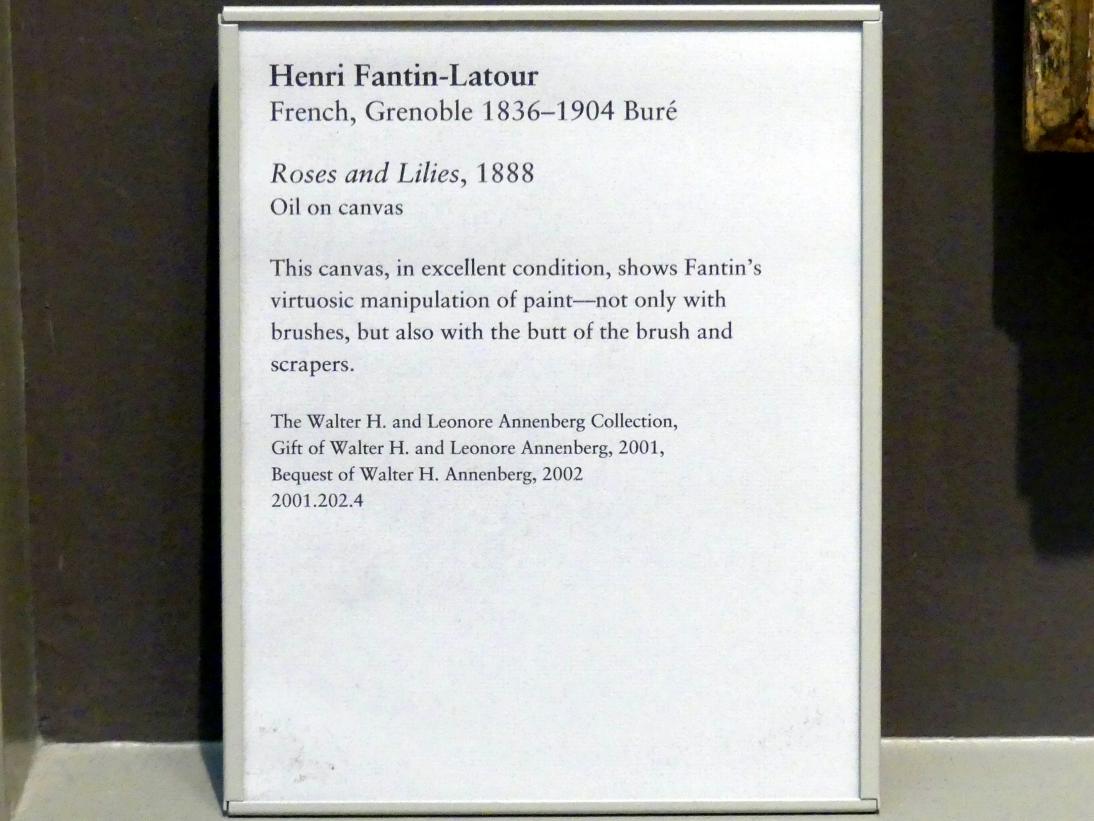 Henri Fantin-Latour
French, Grenoble 1836–1904 Buré
Roses and Lilies, 1888
Oil on canvas
This canvas, in excellent condition, shows Fantin’s
virtuosic manipulation of paint—not only with
brushes, but also with the butt of the brush and
scrapers.
The Walter H. and Leonore Annenberg Collection,
Gift of Walter H. and Leonore Annenberg, 2001,
Bequest of Walter H. Annenberg, 2002
2001.202.4